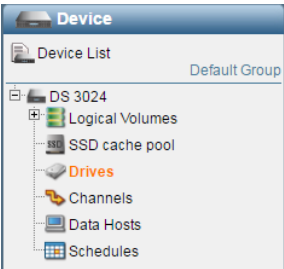 Device
Device List
Default Group
DS 3024
Logical Volumes
SSD cache pool
Drives
Channels
Data Hosts
Schedules